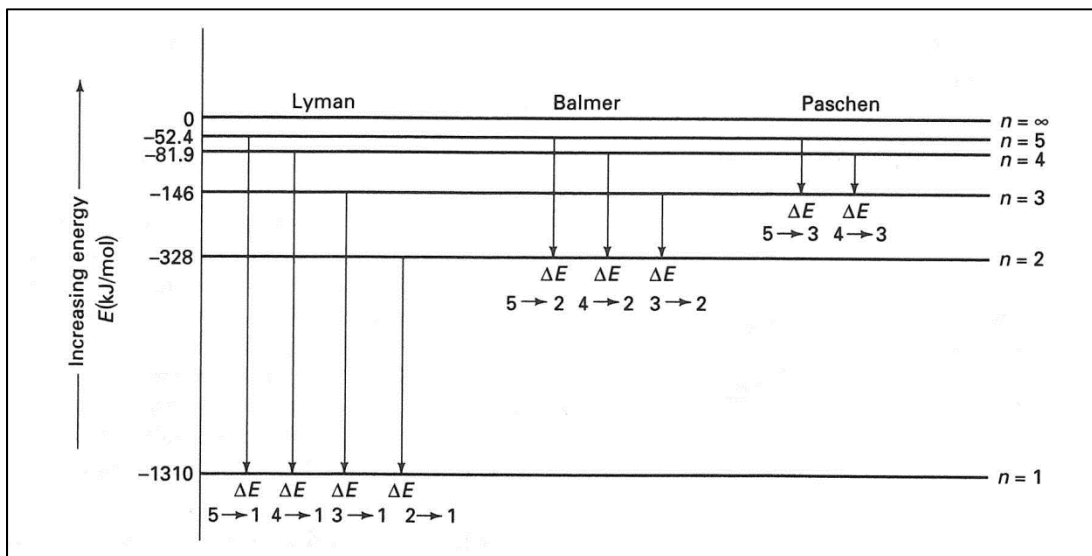 Lyman Balmer Paschen
0 n = ∞
−52.4 n = 5
−81.9 n = 4
−146 n = 3
ΔE ΔE
5→3 4→3
−328 n = 2
ΔE ΔE ΔE
5→2 4→2 3→2
Increasing energy
E(kJ/mol)
−1310 n = 1
ΔE ΔE ΔE ΔE
5→1 4→1 3→1 2→1